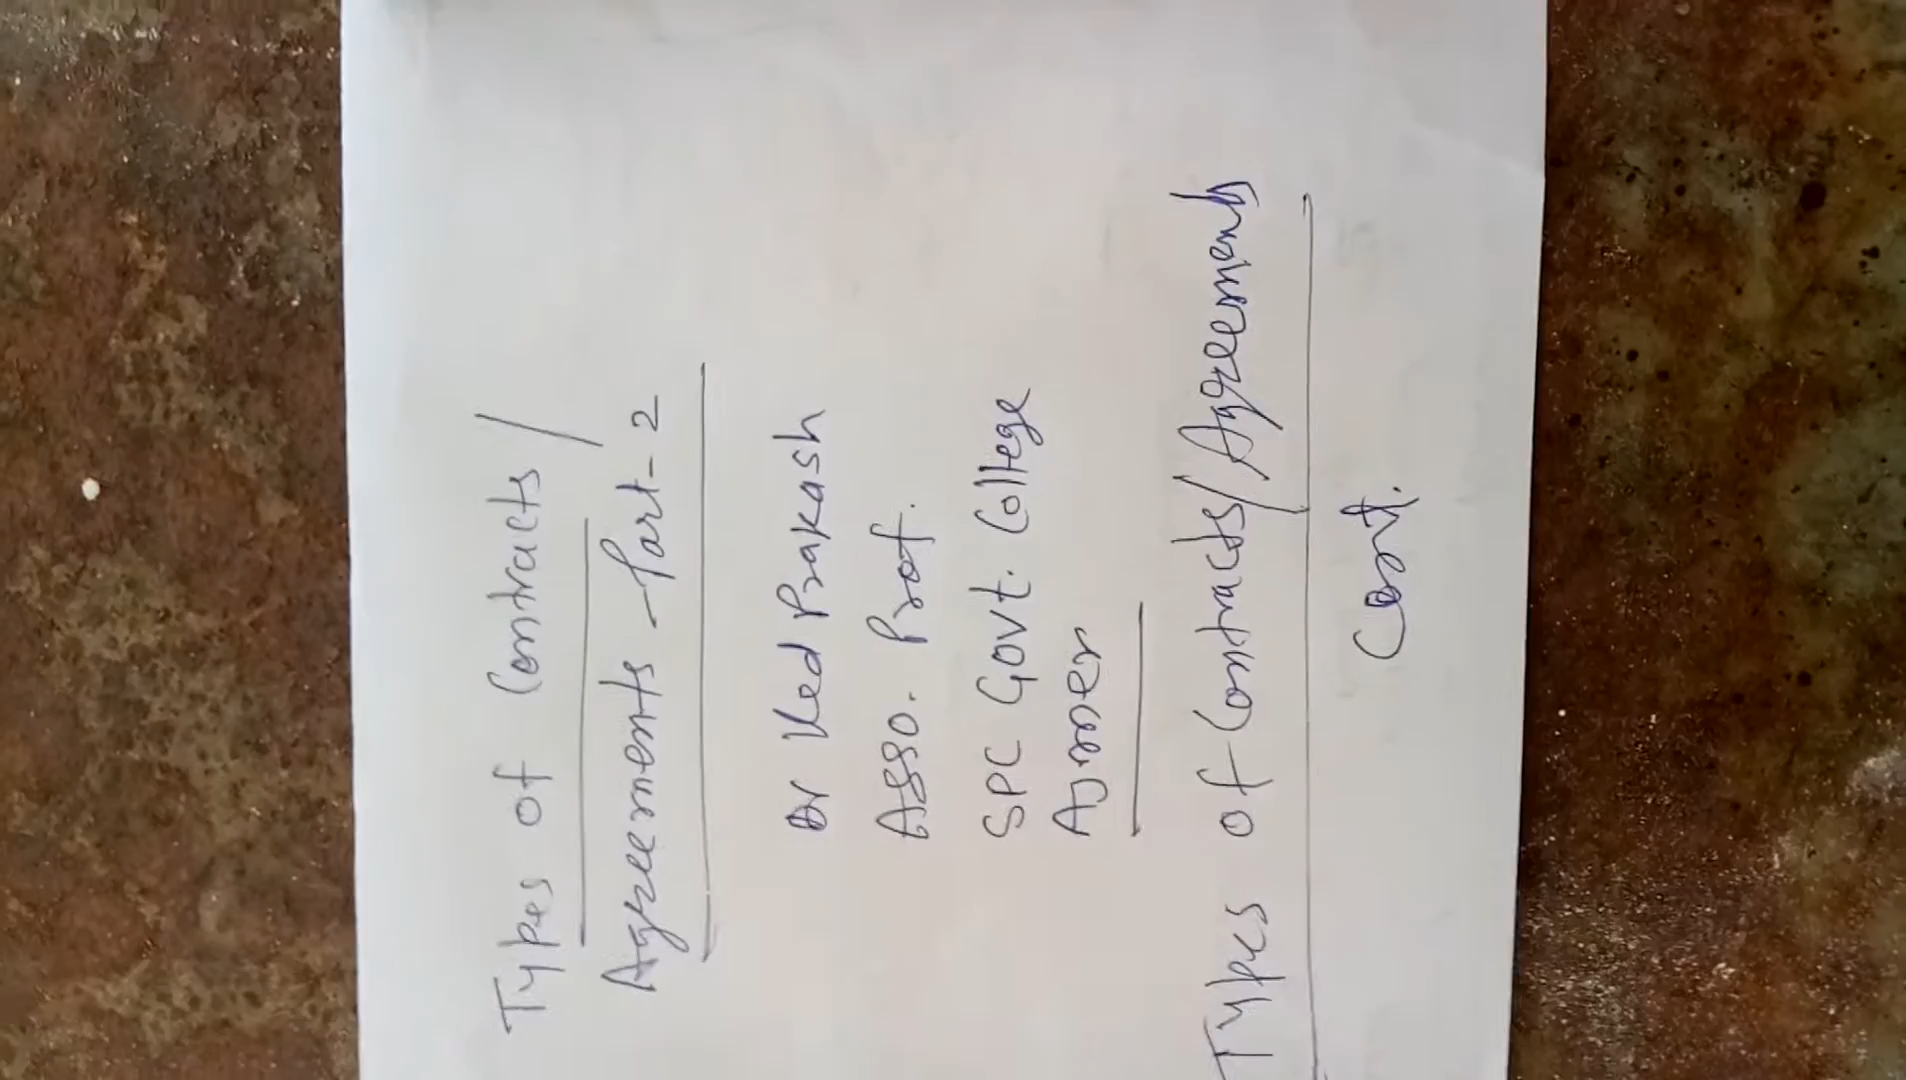 Types of Contracts/
Agreements - Part-2
Dr Ved Prakash
Asso. Prof.
SPC Govt. College
Ajmer
Types of Contracts/Agreements
Cont.